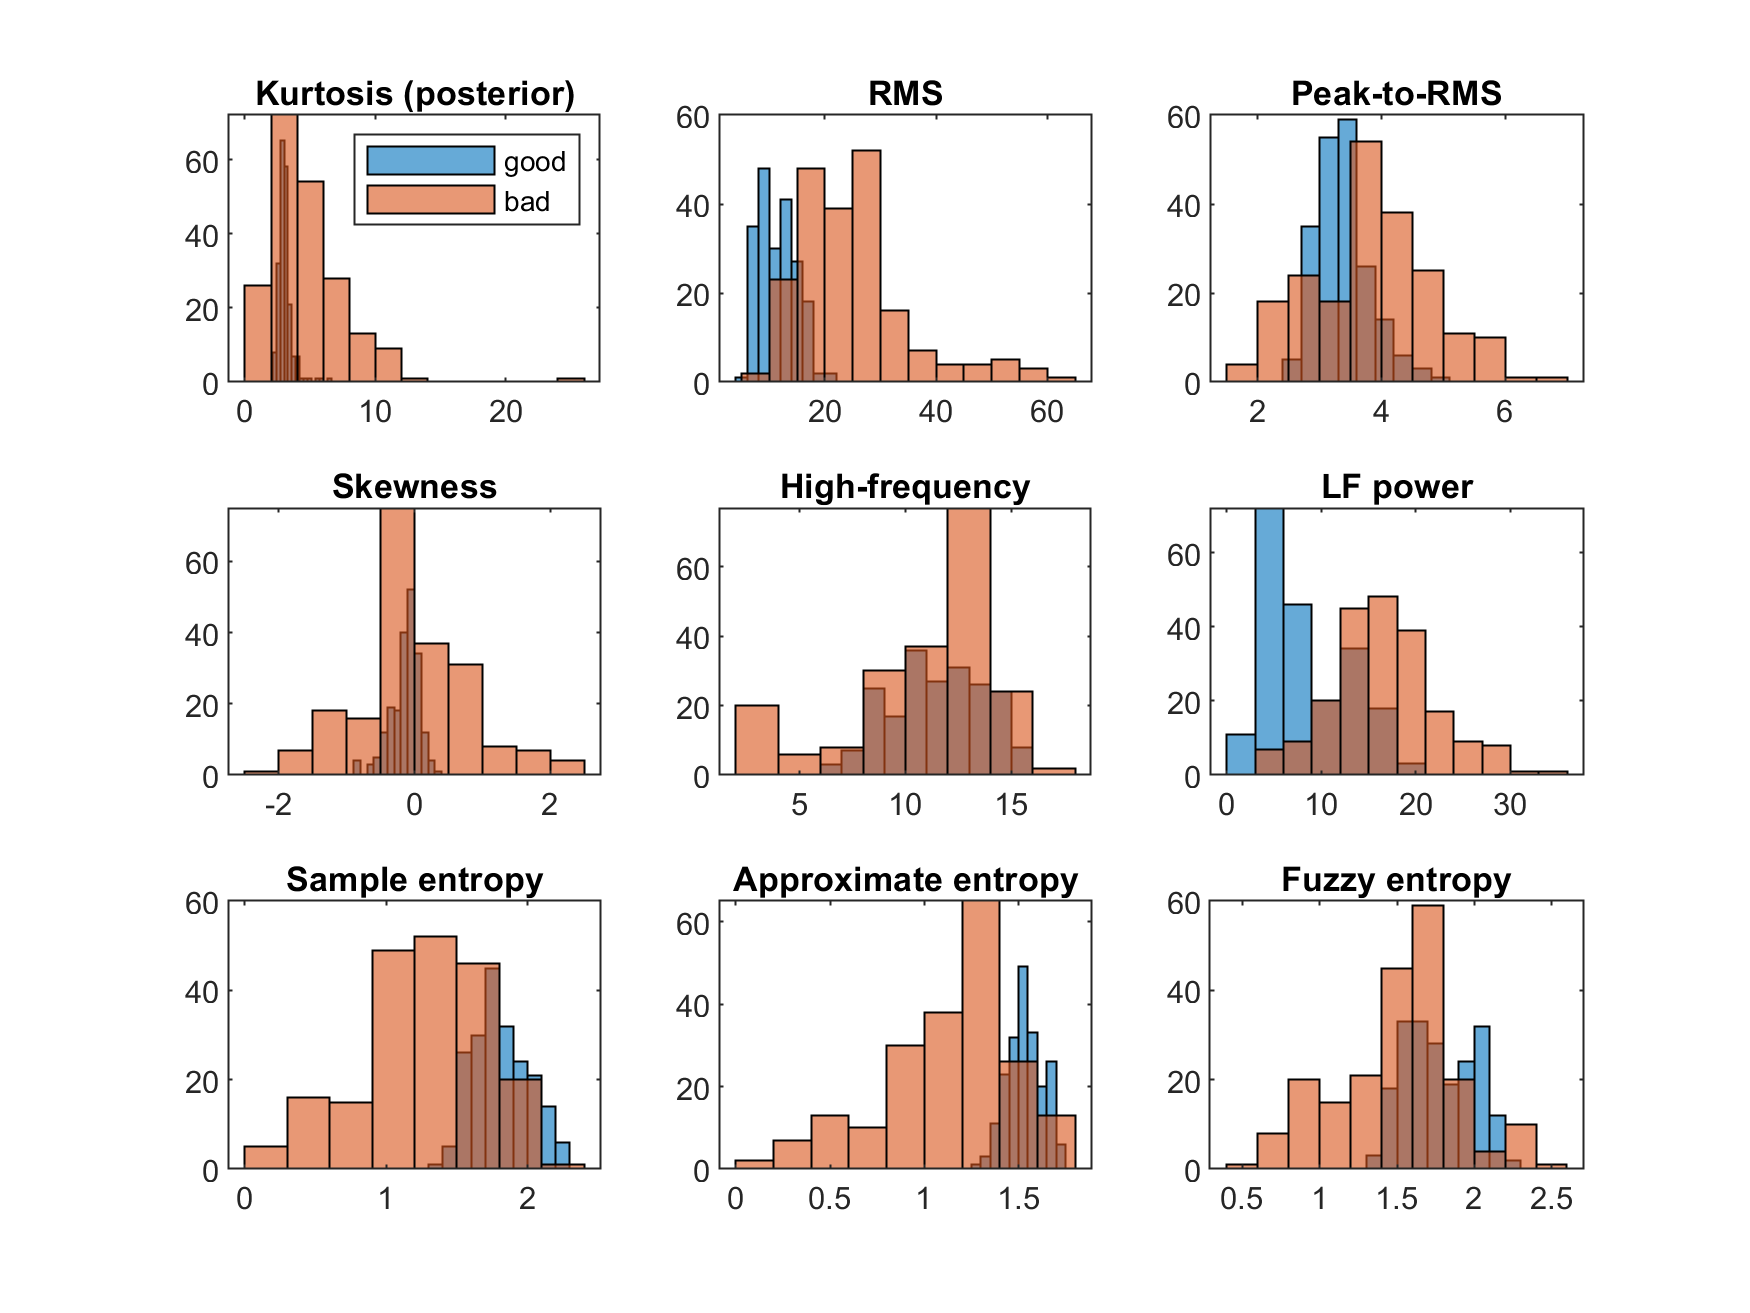 Kurtosis (posterior)
60
40
20
0
0 10 20
good
bad
RMS
60
40
20
0
20 40 60
Peak-to-RMS
60
40
20
0
2 4 6
Skewness
60
40
20
0
-2 0 2
High-frequency
60
40
20
0
5 10 15
LF power
60
40
20
0
0 10 20 30
Sample entropy
60
40
20
0
0 1 2
Approximate entropy
60
40
20
0
0 0.5 1 1.5
Fuzzy entropy
60
40
20
0
0.5 1 1.5 2 2.5